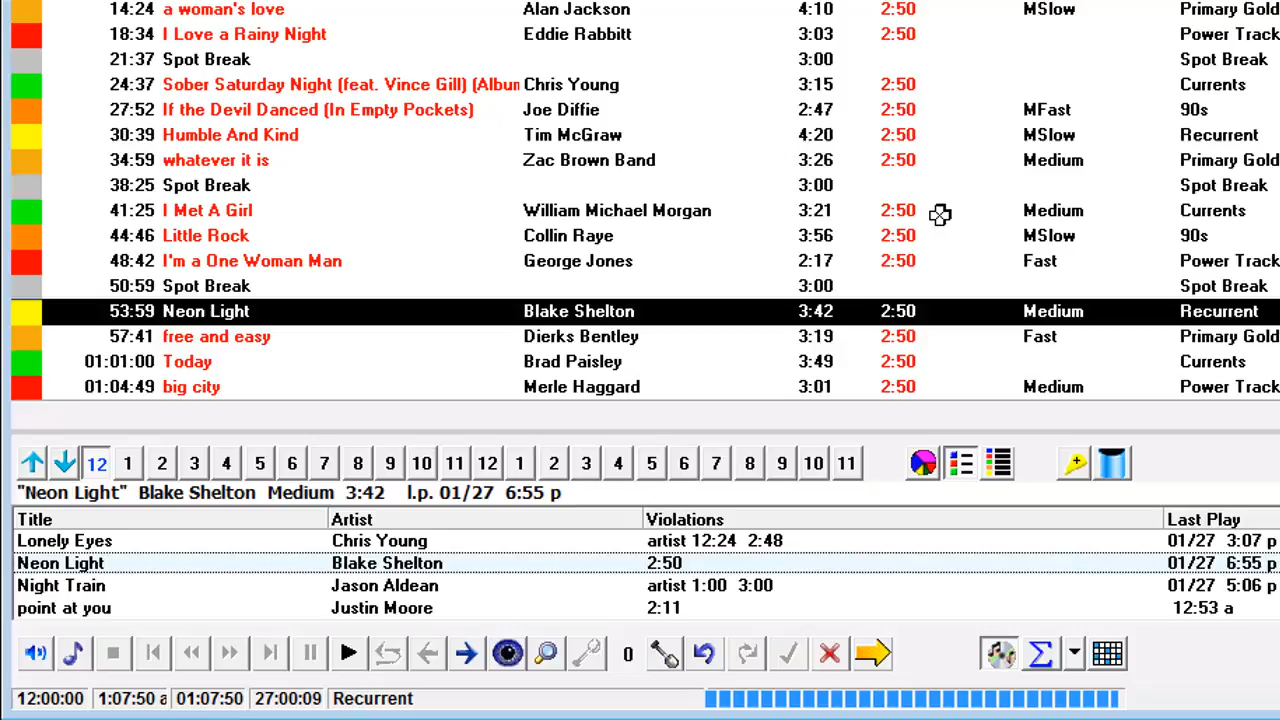 14:24 a woman's love Alan Jackson 4:10 2:50 MSlow Primary Gold
18:34 I Love a Rainy Night Eddie Rabbitt 3:03 2:50 Power Track
21:37 Spot Break 3:00 Spot Break
24:37 Sober Saturday Night (feat. Vince Gill) (Album Chris Young 3:15 2:50 Currents
27:52 If the Devil Danced (In Empty Pockets) Joe Diffie 2:47 2:50 MFast 90s
30:39 Humble And Kind Tim McGraw 4:20 2:50 MSlow Recurrent
34:59 whatever it is Zac Brown Band 3:26 2:50 Medium Primary Gold
38:25 Spot Break 3:00 Spot Break
41:25 I Met A Girl William Michael Morgan 3:21 2:50 Medium Currents
44:46 Little Rock Collin Raye 3:56 2:50 MSlow 90s
48:42 I'm a One Woman Man George Jones 2:17 2:50 Fast Power Track
50:59 Spot Break 3:00 Spot Break
53:59 Neon Light Blake Shelton 3:42 2:50 Medium Recurrent
57:41 free and easy Dierks Bentley 3:19 2:50 Fast Primary Gold
01:01:00 Today Brad Paisley 3:49 2:50 Currents
01:04:49 big city Merle Haggard 3:01 2:50 Medium Power Track
12 1 2 3 4 5 6 7 8 9 10 11 12 1 2 3 4 5 6 7 8 9 10 11
"Neon Light" Blake Shelton Medium 3:42 l.p. 01/27 6:55 p
Title Artist Violations Last Play
Lonely Eyes Chris Young artist 12:24 2:48 01/27 3:07 p
Neon Light Blake Shelton 2:50 01/27 6:55 p
Night Train Jason Aldean artist 1:00 3:00 01/27 5:06 p
point at you Justin Moore 2:11 12:53 a
0
12:00:00 1:07:50 a 01:07:50 27:00:09 Recurrent